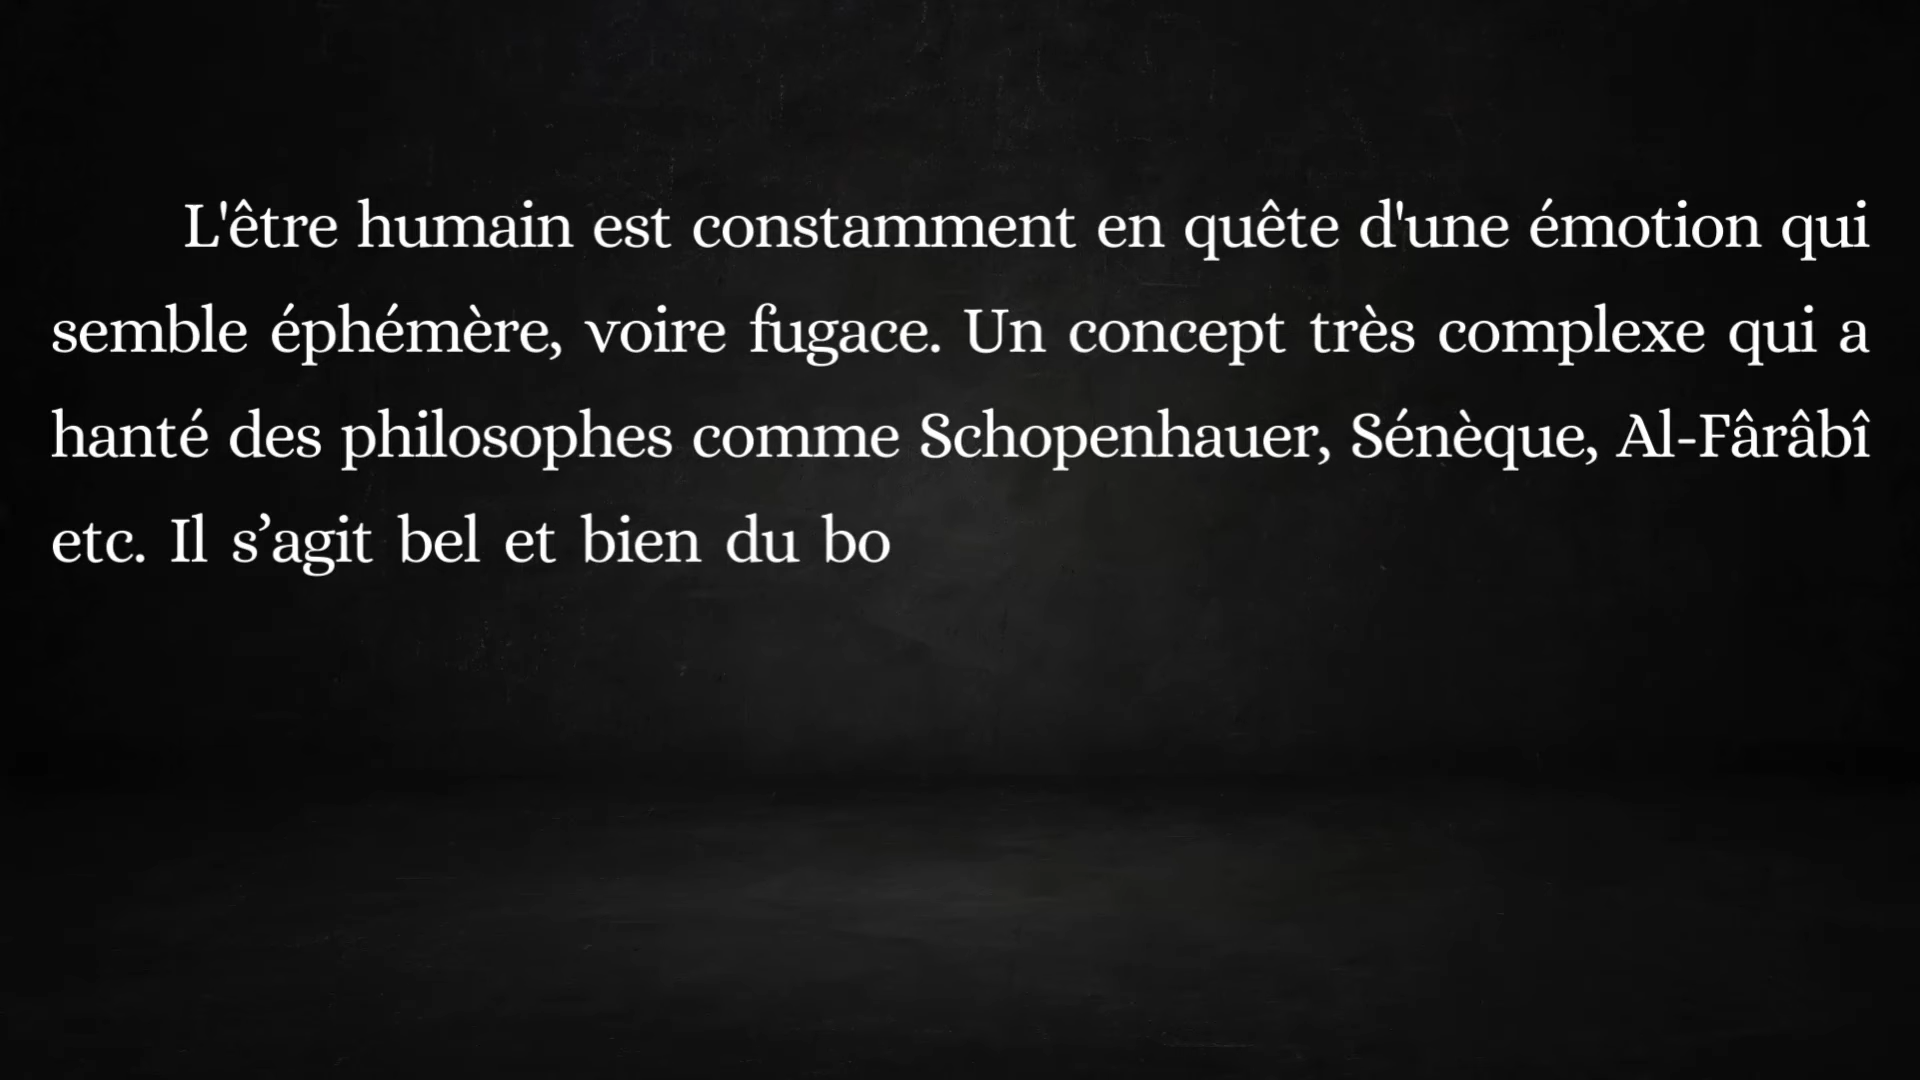 L'être humain est constamment en quête d'une émotion qui
semble éphémère, voire fugace. Un concept très complexe qui a
hanté des philosophes comme Schopenhauer, Sénèque, Al-Fârâbî
etc. Il s’agit bel et bien du bo